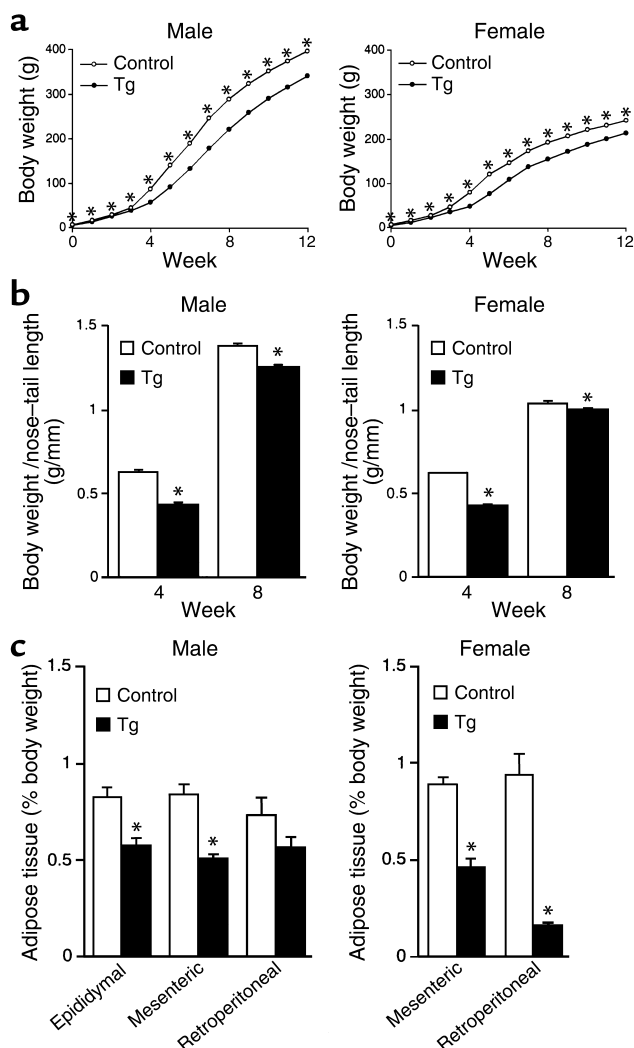 a
Male
Female
Body weight (g)
400
300
200
100
0
Control
Tg
* * * * * * * * * * * * *
0 4 8 12
Week
Body weight (g)
400
300
200
100
0
Control
Tg
* * * * * * * * * * * * *
0 4 8 12
Week
b
Male
Female
Body weight /nose–tail length
(g/mm)
1.5
1
0.5
0
Control
Tg
* *
4 8
Week
Body weight /nose–tail length
(g/mm)
1.5
1
0.5
0
Control
Tg
* *
4 8
Week
c
Male
Female
Adipose tissue (% body weight)
1.5
1
0.5
0
Control
Tg
* *
Epididymal
Mesenteric
Retroperitoneal
Adipose tissue (% body weight)
1.5
1
0.5
0
Control
Tg
* *
Mesenteric
Retroperitoneal